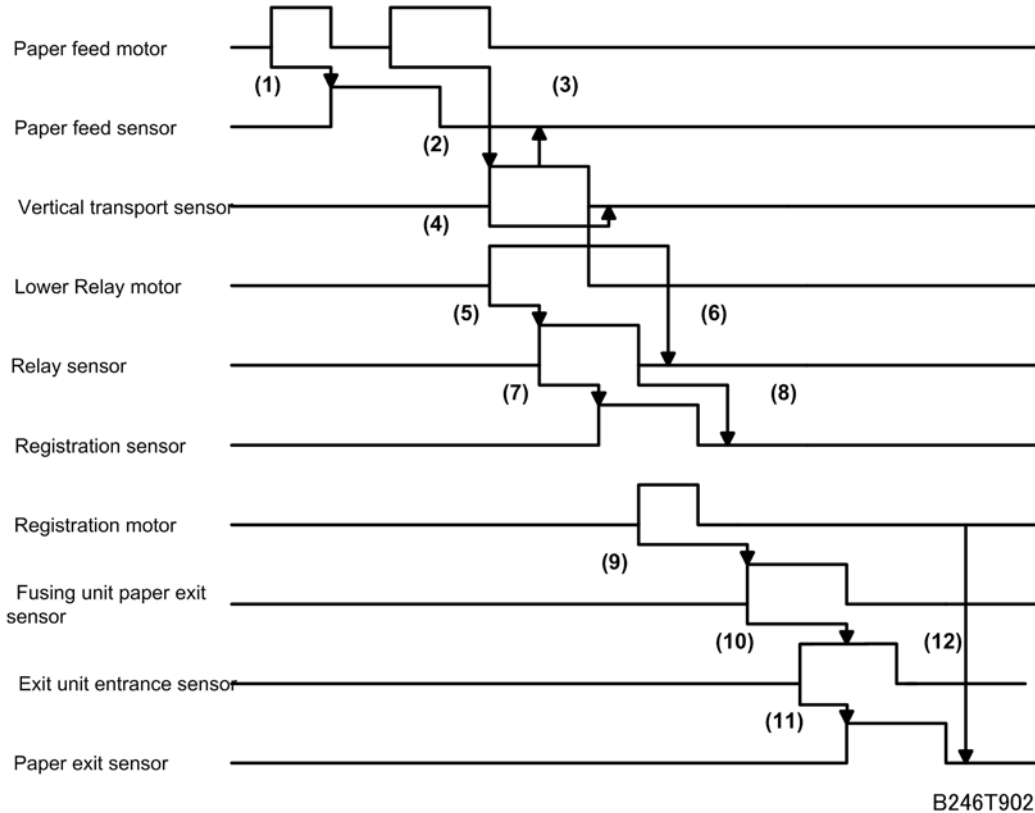 Paper feed motor
(1)
(3)
Paper feed sensor
(2)
Vertical transport sensor
(4)
Lower Relay motor
(5)
(6)
Relay sensor
(7)
(8)
Registration sensor
Registration motor
(9)
Fusing unit paper exit
sensor
(10)
(12)
Exit unit entrance sensor
(11)
Paper exit sensor
B246T902